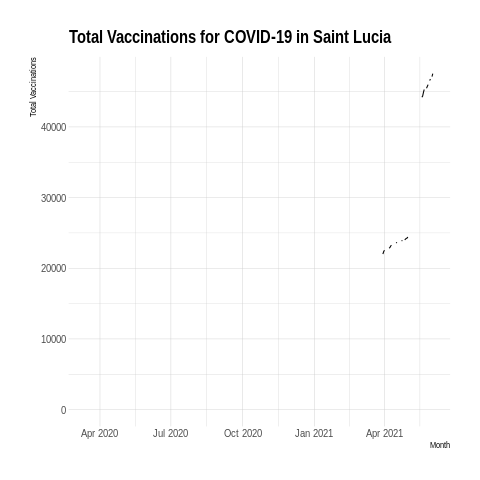 Total Vaccinations for COVID-19 in Saint Lucia
Total Vaccinations
40000
30000
20000
10000
0
Apr 2020 Jul 2020 Oct 2020 Jan 2021 Apr 2021
Month